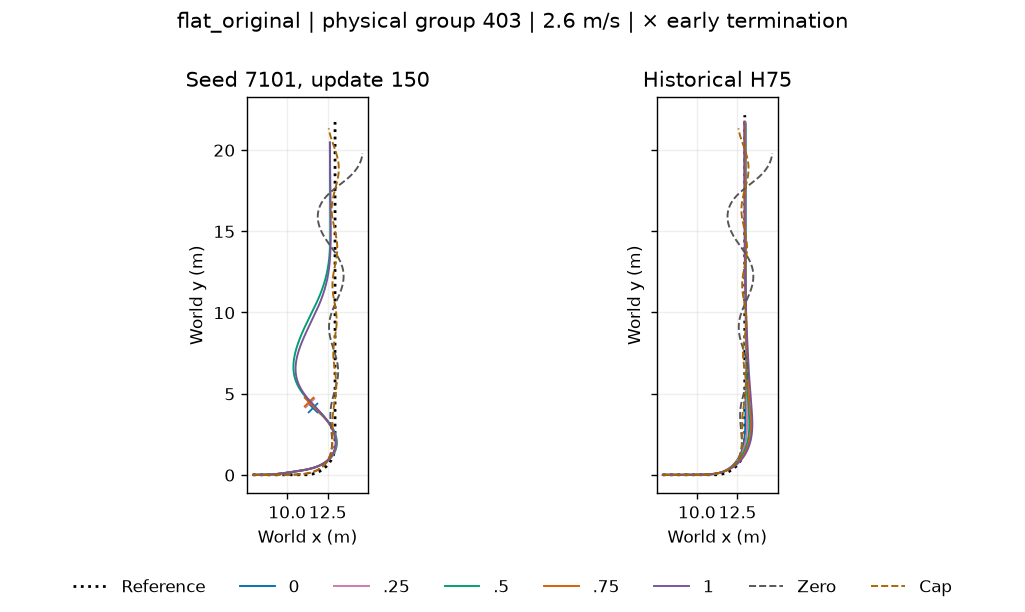 flat_original | physical group 403 | 2.6 m/s | × early termination
Seed 7101, update 150
Historical H75
20
15
10
5
0
World y (m)
World y (m)
10.0 12.5
10.0 12.5
World x (m)
World x (m)
Reference
0
.25
.5
.75
1
Zero
Cap